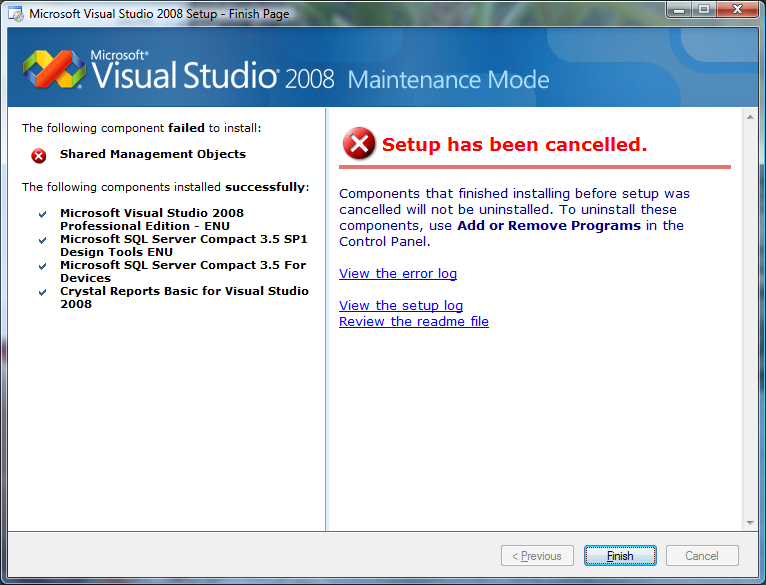 Microsoft Visual Studio 2008 Setup - Finish Page
Microsoft®
Visual Studio® 2008 Maintenance Mode
The following component failed to install:
Shared Management Objects
The following components installed successfully:
Microsoft Visual Studio 2008
Professional Edition - ENU
Microsoft SQL Server Compact 3.5 SP1
Design Tools ENU
Microsoft SQL Server Compact 3.5 For
Devices
Crystal Reports Basic for Visual Studio
2008
Setup has been cancelled.
Components that finished installing before setup was
cancelled will not be uninstalled. To uninstall these
components, use Add or Remove Programs in the
Control Panel.
View the error log
View the setup log
Review the readme file
< Previous
Finish
Cancel